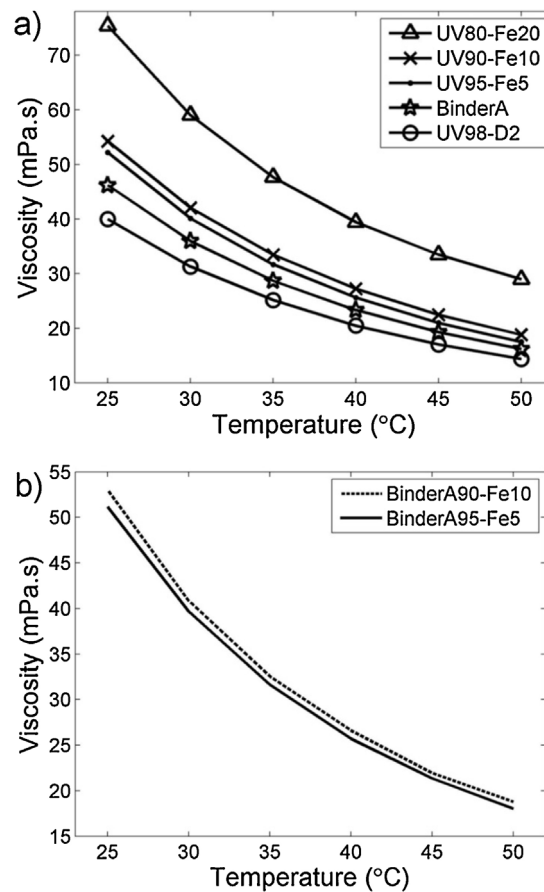 a)
70
60
50
40
30
20
10
Viscosity (mPa.s)
UV80-Fe20
UV90-Fe10
UV95-Fe5
BinderA
UV98-D2
25 30 35 40 45 50
Temperature (°C)
b)
55
50
45
40
35
30
25
20
15
Viscosity (mPa.s)
BinderA90-Fe10
BinderA95-Fe5
25 30 35 40 45 50
Temperature (°C)